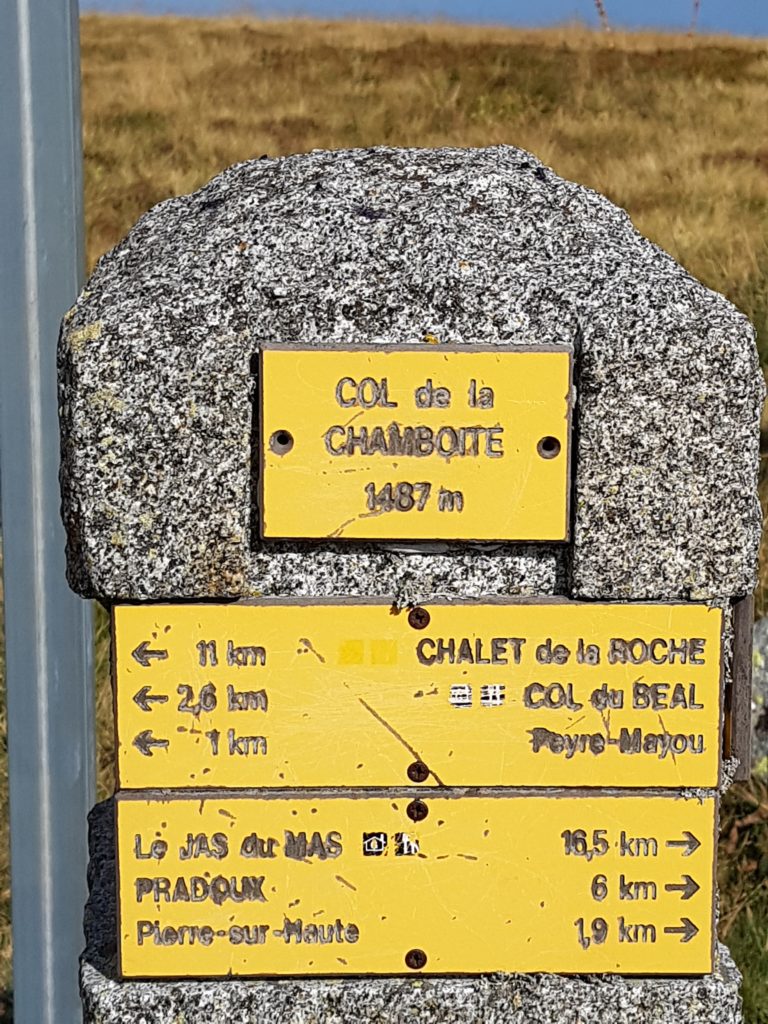 COL de la
CHAMBOITE
1487 m
← 11 km CHALET de la ROCHE
← 2,6 km COL du BEAL
← 1 km Peyre-Mayou
Le JAS du MAS 16,5 km →
PRADOUX 6 km →
Pierre-sur-Haute 1,9 km →